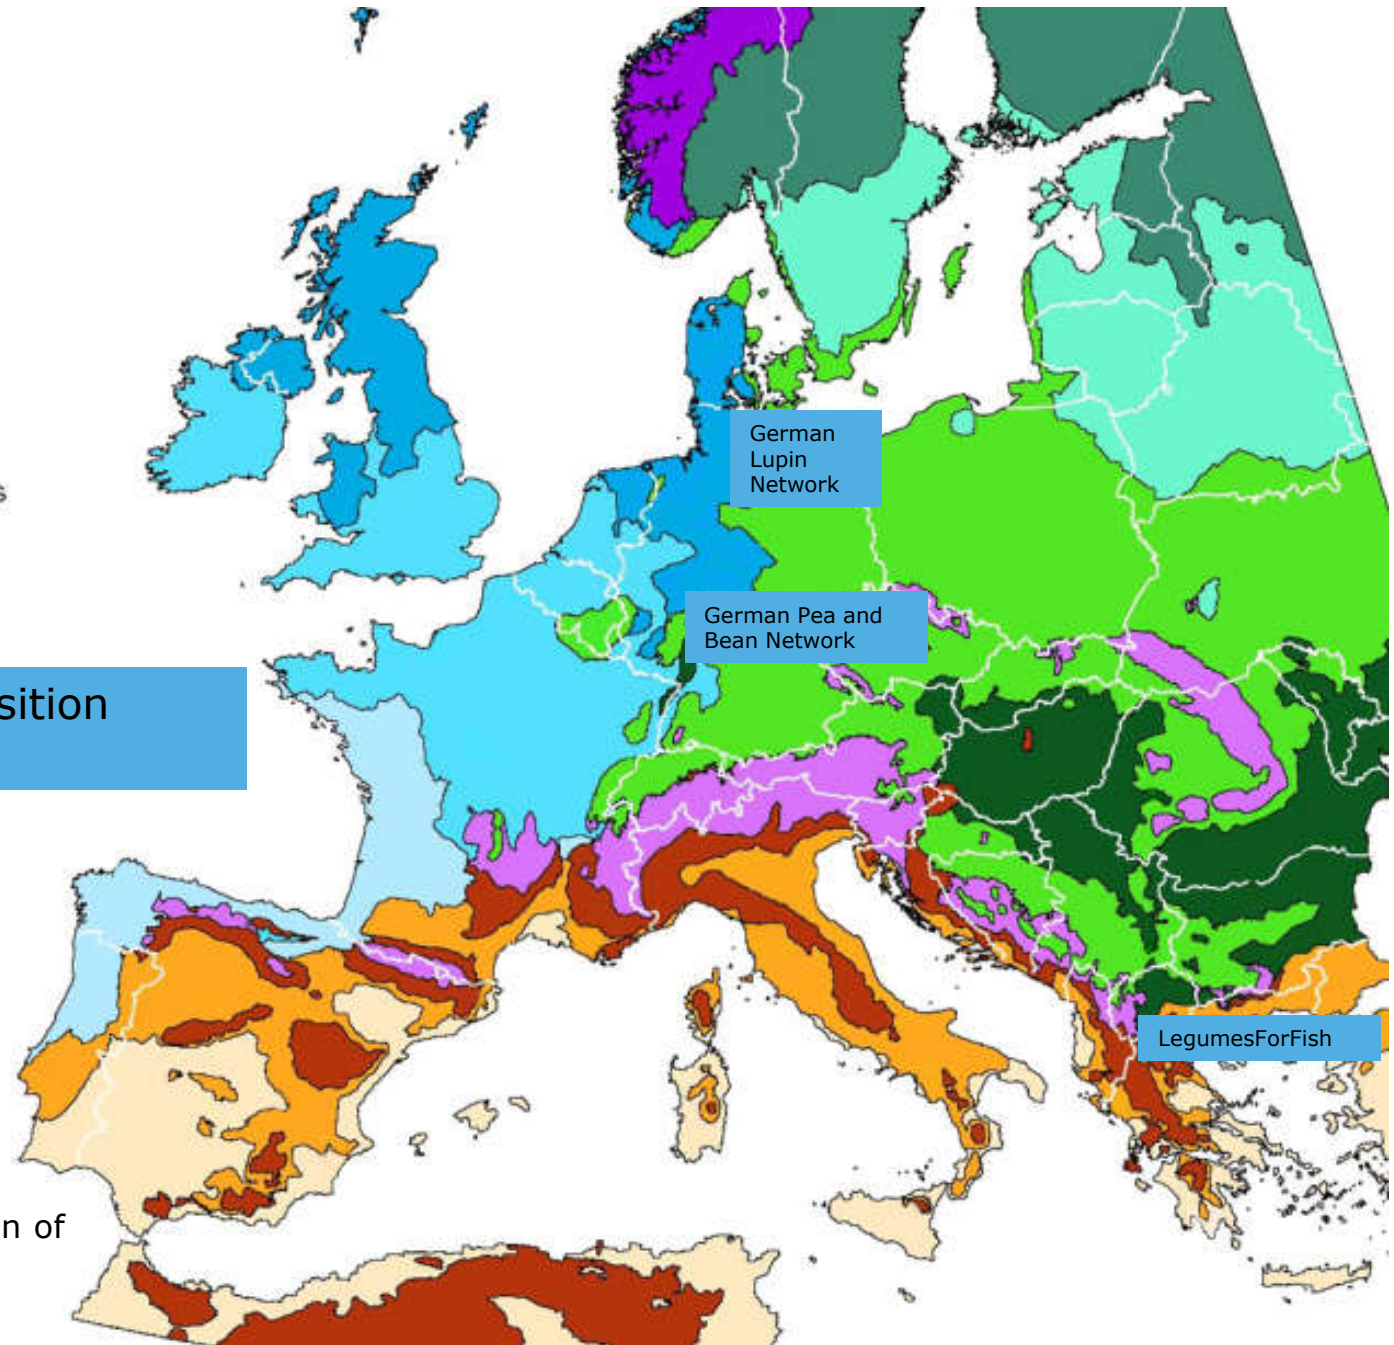 German
Lupin
Network
s
German Pea and
Bean Network
sition
LegumesForFish
n of